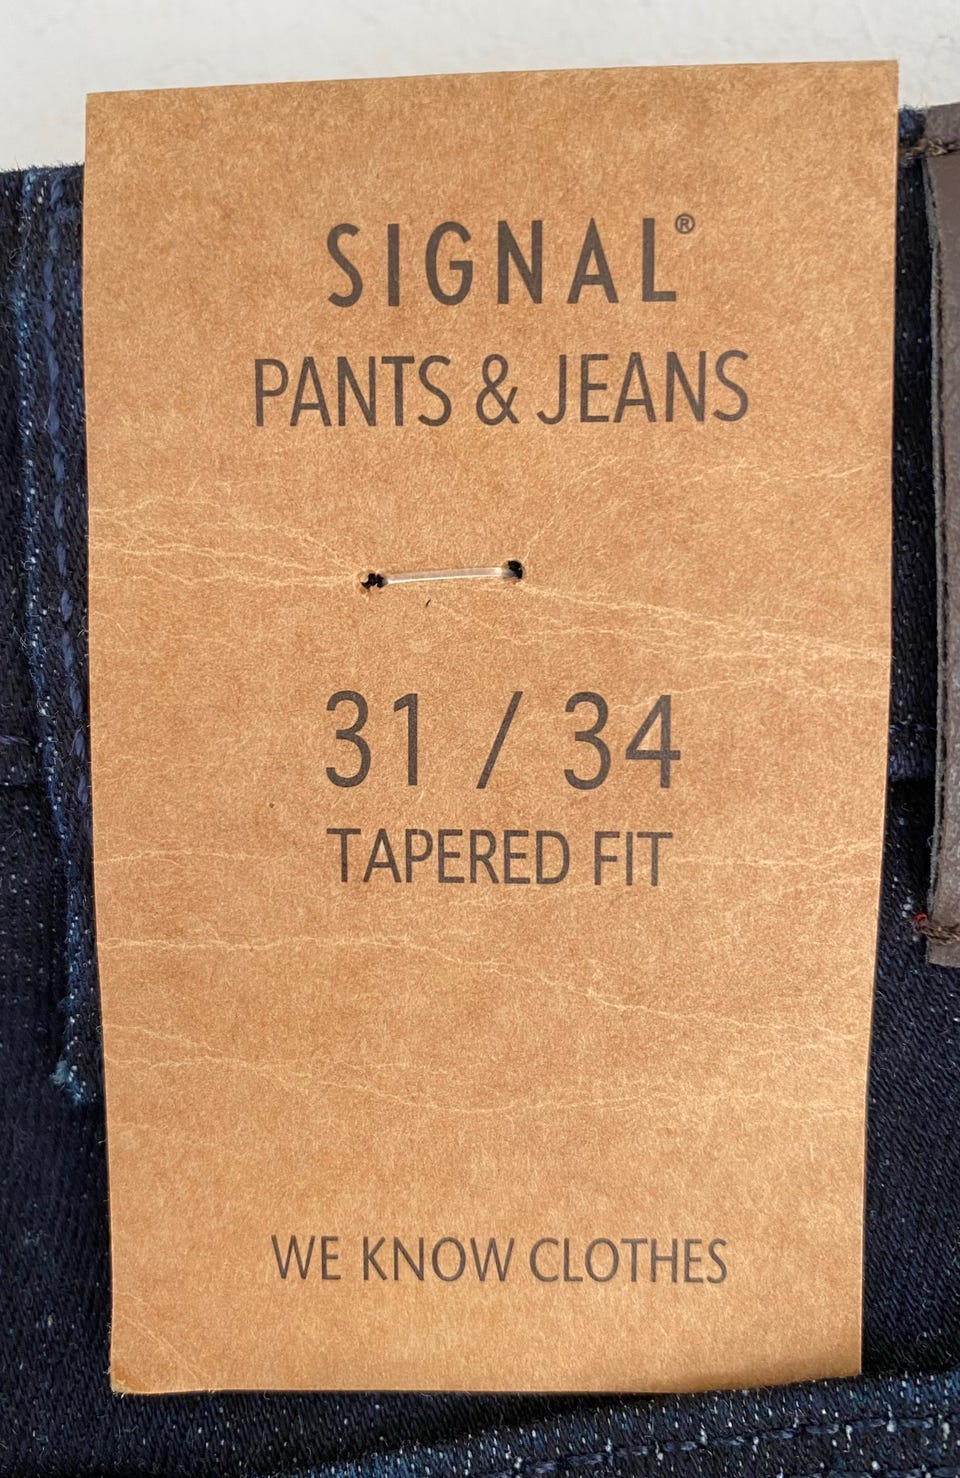 SIGNAL®
PANTS & JEANS
31 / 34
TAPERED FIT
WE KNOW CLOTHES